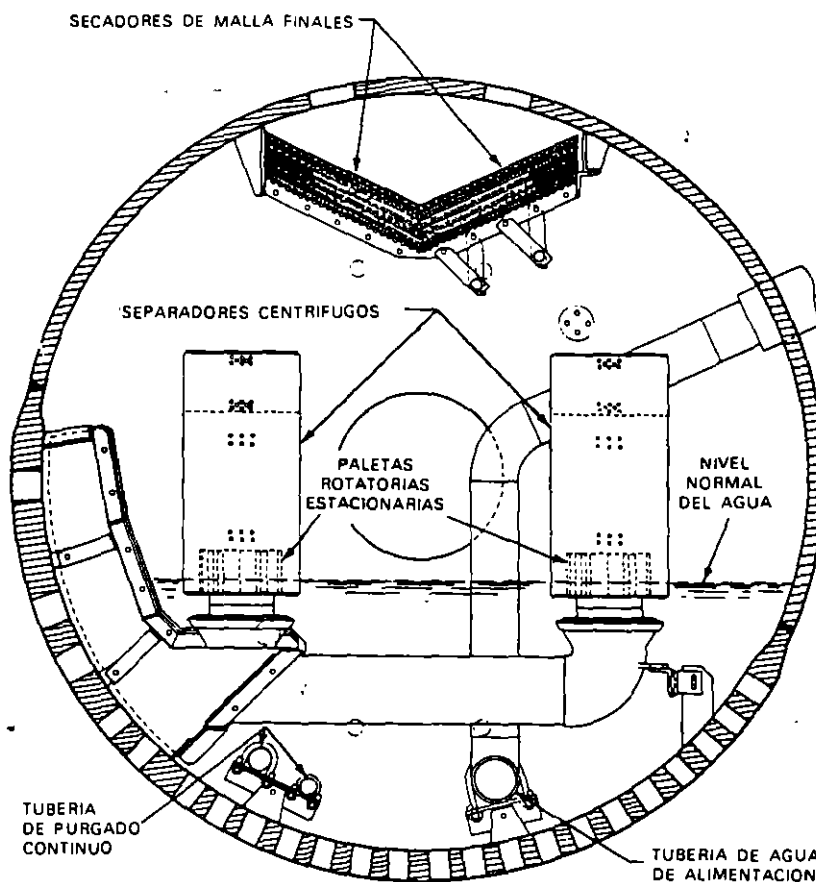 SECADORES DE MALLA FINALES
SEPARADORES CENTRIFUGOS
PALETAS
ROTATORIAS
ESTACIONARIAS
NIVEL
NORMAL
DEL AGUA
TUBERIA
DE PURGADO
CONTINUO
TUBERIA DE AGUA
DE ALIMENTACION